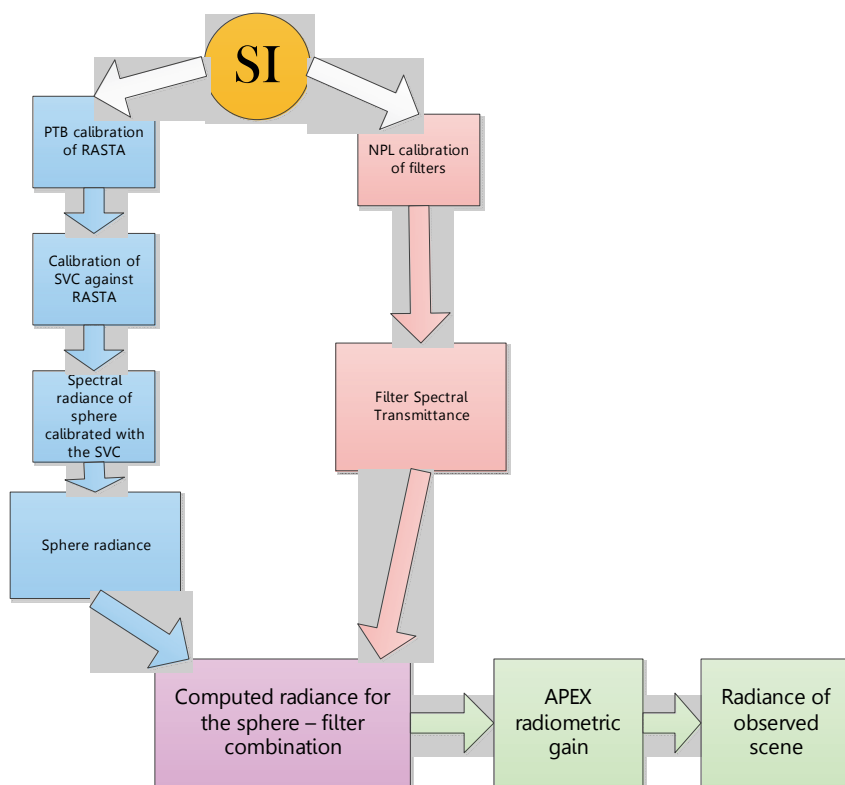 SI
PTB calibration
of RASTA
NPL calibration
of filters
Calibration of
SVC against
RASTA
Spectral
radiance of
sphere
calibrated with
the SVC
Filter Spectral
Transmittance
Sphere radiance
Computed radiance for
the sphere – filter
combination
APEX
radiometric
gain
Radiance of
observed
scene